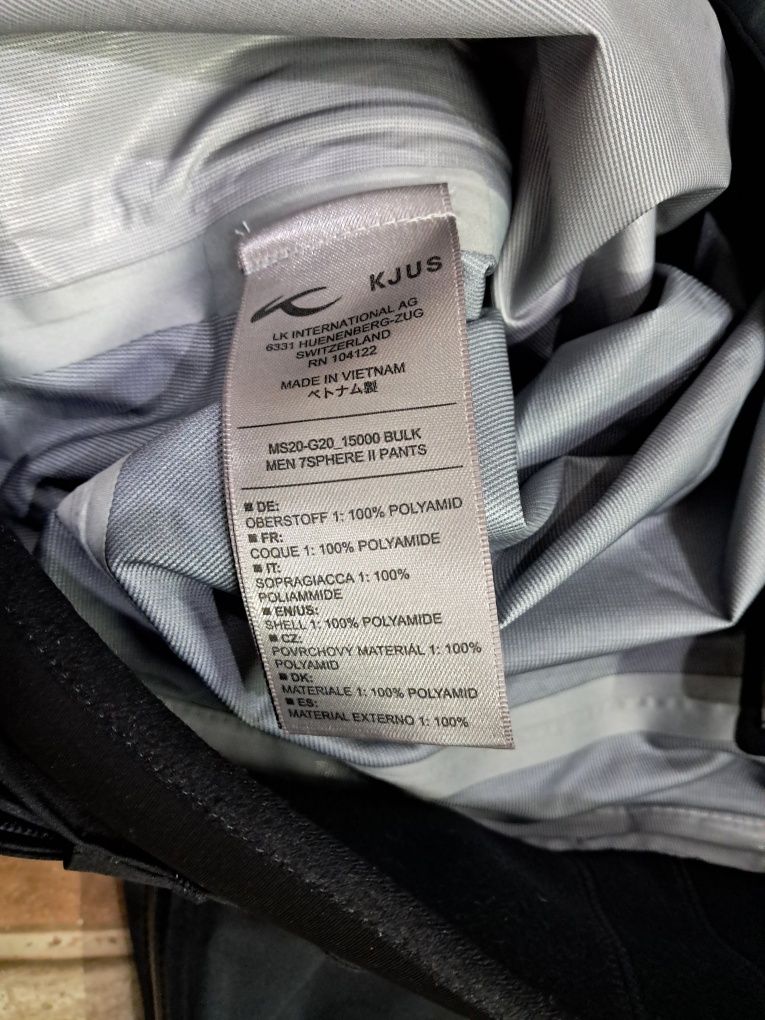 KJUS
LK INTERNATIONAL AG
6331 HUENENBERG-ZUG
SWITZERLAND
RN 104122
MADE IN VIETNAM
ベトナム製
MS20-G20_15000 BULK
MEN 7SPHERE II PANTS
■ DE:
OBERSTOFF 1: 100% POLYAMID
■ FR:
COQUE 1: 100% POLYAMIDE
■ IT:
SOPRAGIACCA 1: 100%
POLIAMMIDE
■ EN/US:
SHELL 1: 100% POLYAMIDE
■ CZ:
POVRCHOVÝ MATERIÁL 1: 100%
POLYAMID
■ DK:
MATERIALE 1: 100% POLYAMID
■ ES:
MATERIAL EXTERNO 1: 100%